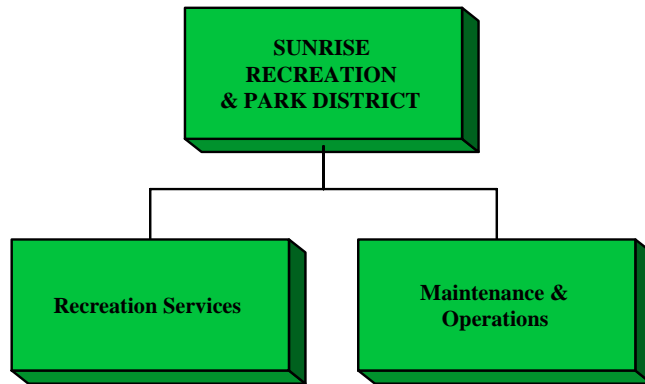 SUNRISE
RECREATION
& PARK DISTRICT
Recreation Services
Maintenance &
Operations